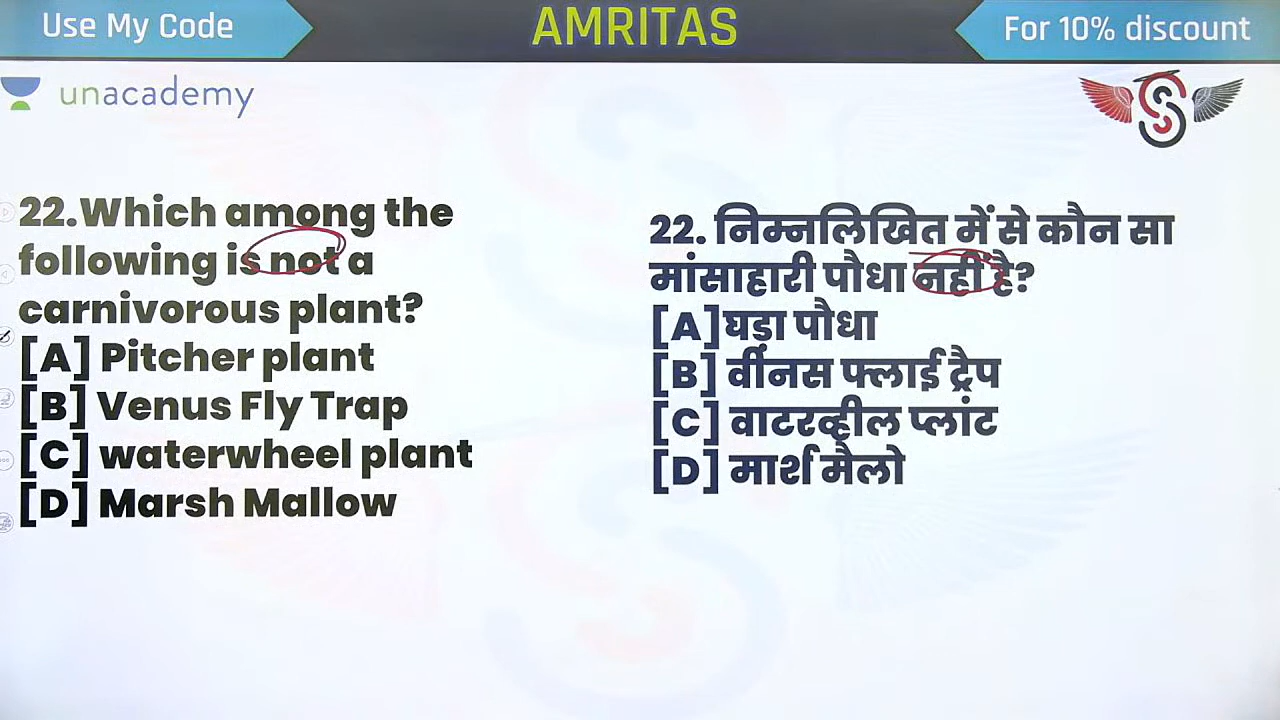 Use My Code
AMRITAS
For 10% discount
unacademy
22.Which among the
following is not a
carnivorous plant?
[A] Pitcher plant
[B] Venus Fly Trap
[C] waterwheel plant
[D] Marsh Mallow
22. निम्नलिखित में से कौन सा
मांसाहारी पौधा नहीं है?
[A]घड़ा पौधा
[B] वीनस फ्लाई ट्रैप
[C] वाटरव्हील प्लांट
[D] मार्श मैलो